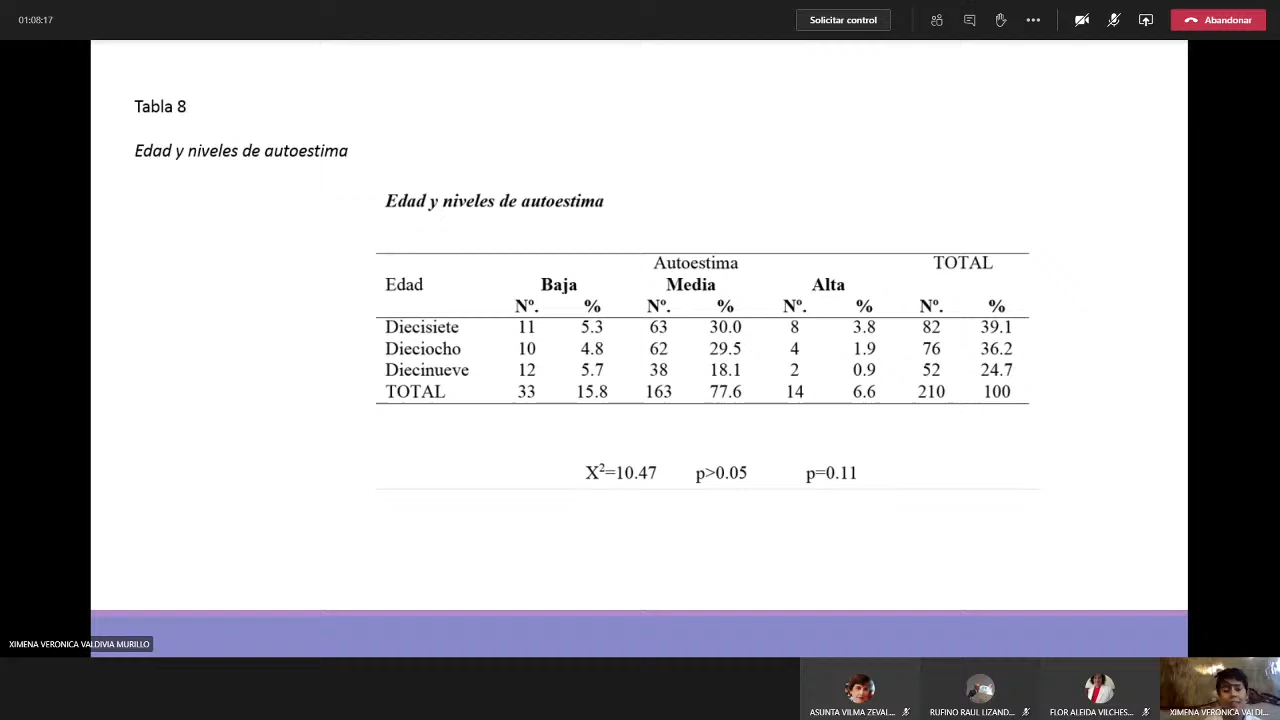 01:08:17
Solicitar control
Abandonar
Tabla 8
Edad y niveles de autoestima
Edad y niveles de autoestima
Autoestima TOTAL
Edad Baja Media Alta
Nº. % Nº. % Nº. % Nº. %
Diecisiete 11 5.3 63 30.0 8 3.8 82 39.1
Dieciocho 10 4.8 62 29.5 4 1.9 76 36.2
Diecinueve 12 5.7 38 18.1 2 0.9 52 24.7
TOTAL 33 15.8 163 77.6 14 6.6 210 100
X²=10.47 p>0.05 p=0.11
XIMENA VERONICA VALDIVIA MURILLO
ASUNTA VILMA ZEVAL... RUFINO RAUL LIZAND... FLOR ALEIDA VILCHES... XIMENA VERONICA VALDI...